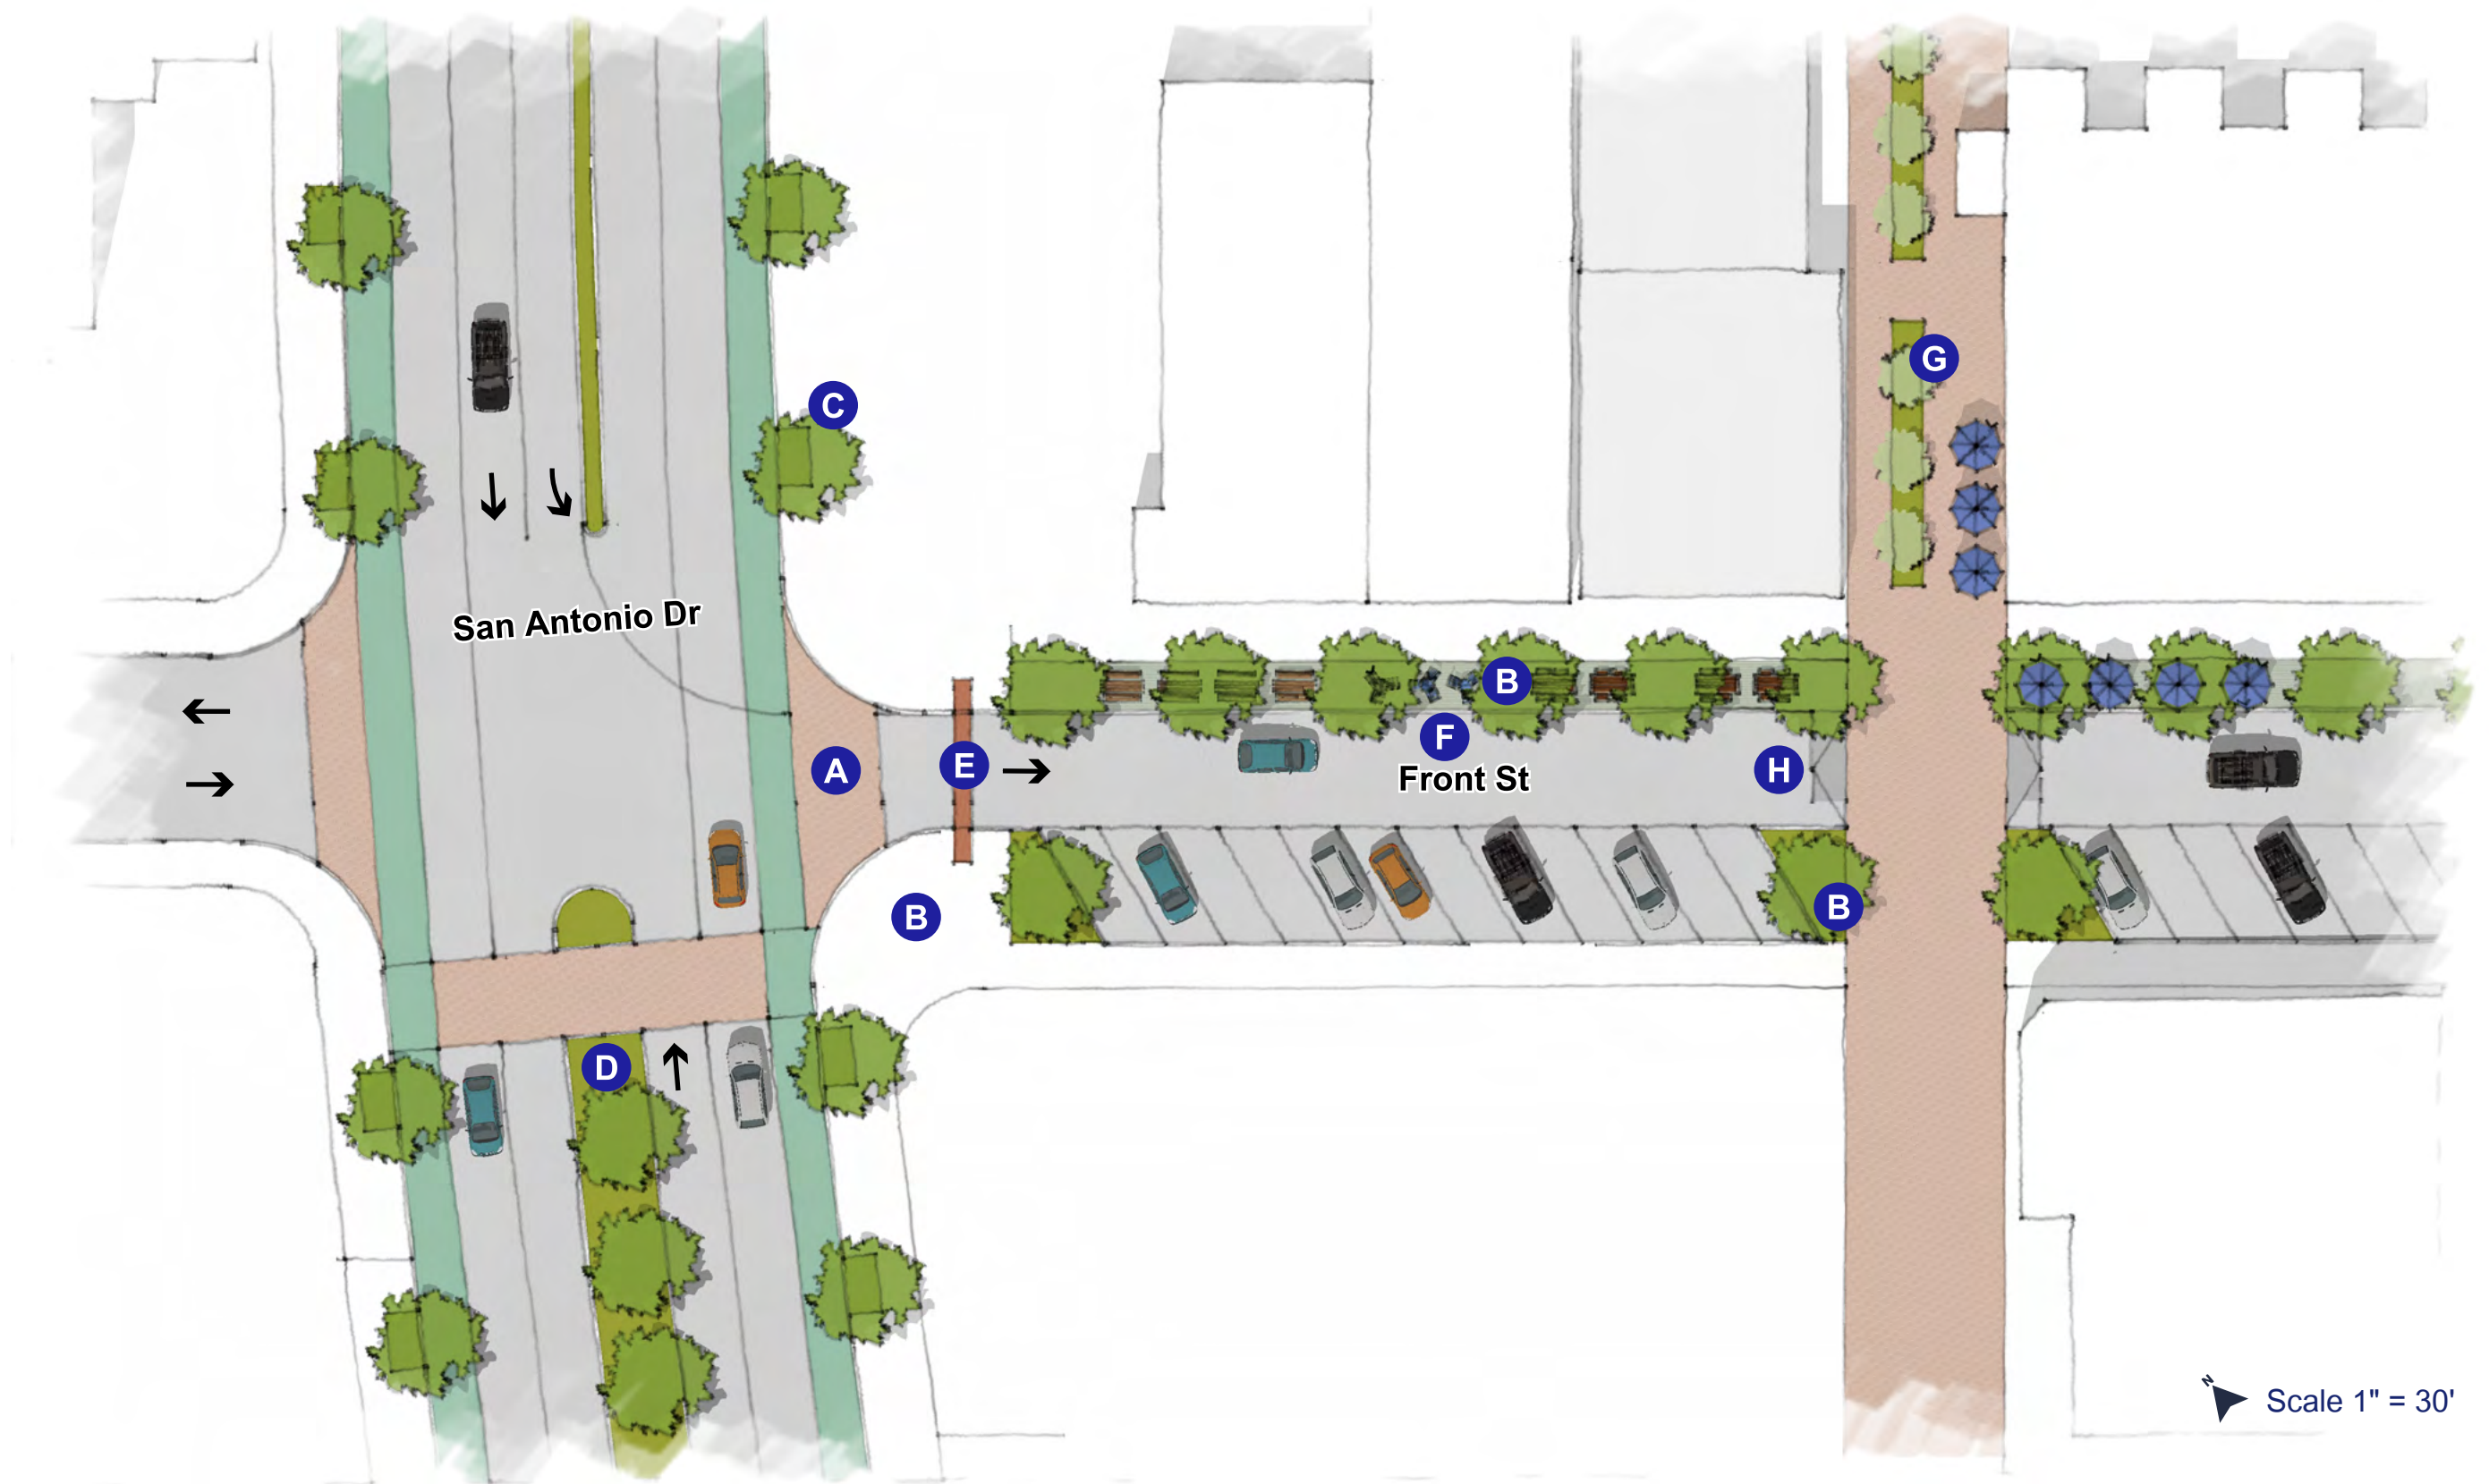 G
C
San Antonio Dr
B
F
A
E
Front St
H
B
B
D
N
Scale 1" = 30'